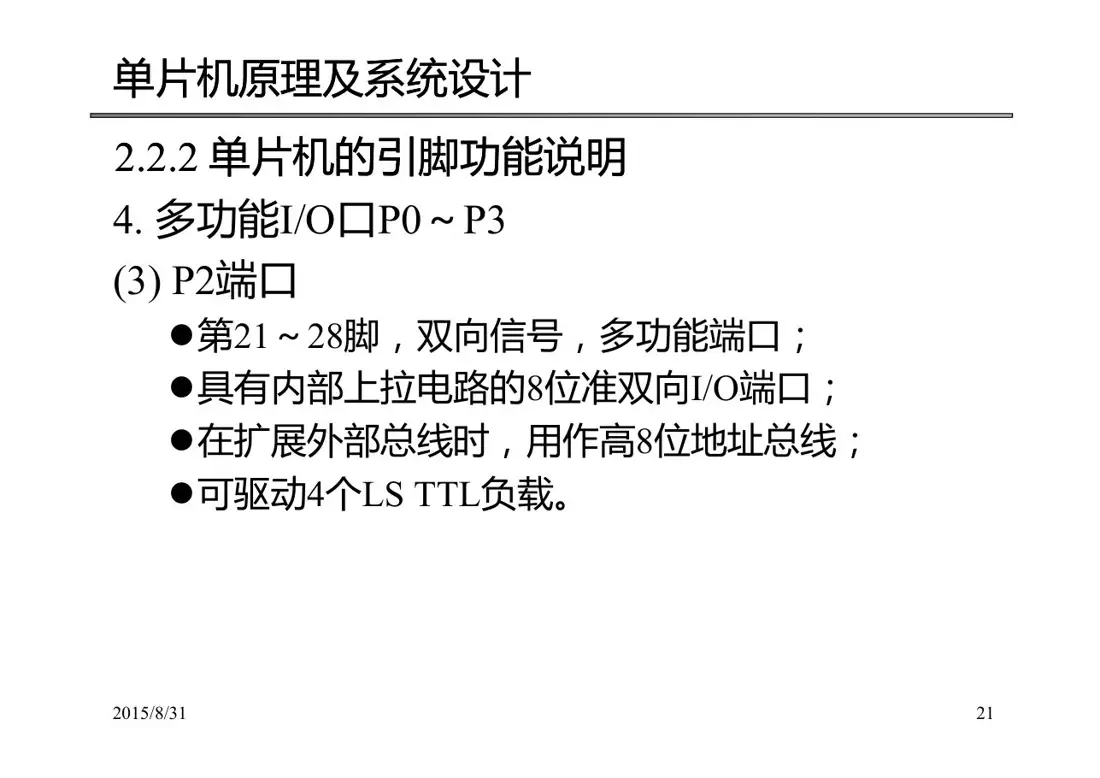 单片机原理及系统设计
2.2.2 单片机的引脚功能说明
4. 多功能I/O口P0～P3
(3) P2端口
●第21～28脚，双向信号，多功能端口；
●具有内部上拉电路的8位准双向I/O端口；
●在扩展外部总线时，用作高8位地址总线；
●可驱动4个LS TTL负载。
2015/8/31
21